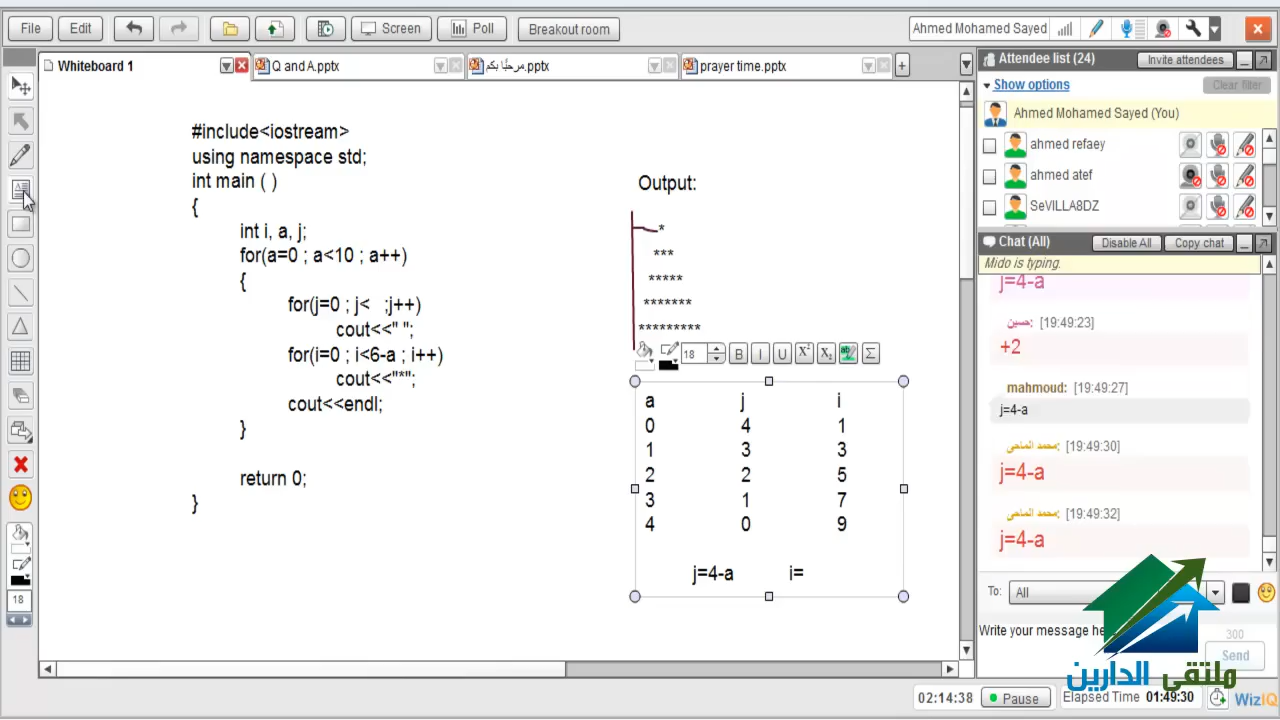 File Edit Screen Poll Breakout room Ahmed Mohamed Sayed
Whiteboard 1 Q and A.pptx مرحبًا بكم.pptx prayer time.pptx
#include<iostream>
using namespace std;
int main ( )
{
int i, a, j;
for(a=0 ; a<10 ; a++)
{
for(j=0 ; j< ;j++)
cout<<" ";
for(i=0 ; i<6-a ; i++)
cout<<"*";
cout<<endl;
}
return 0;
}
Output:
*
***
*****
*******
*********
18 B I U X² X₂ ab Σ
a j i
0 4 1
1 3 3
2 2 5
3 1 7
4 0 9
j=4-a i=
18
Attendee list (24) Invite attendees
Show options Clear filter
Ahmed Mohamed Sayed (You)
ahmed refaey
ahmed atef
SeVILLA8DZ
Chat (All) Disable All Copy chat
Mido is typing.
j=4-a
حسين: [19:49:23]
+2
mahmoud: [19:49:27]
j=4-a
محمد الماحي: [19:49:30]
j=4-a
محمد الماحي: [19:49:32]
j=4-a
To: All
Write your message he
300
Send
ملتقى الدارين
02:14:38 Pause Elapsed Time 01:49:30 WizIQ